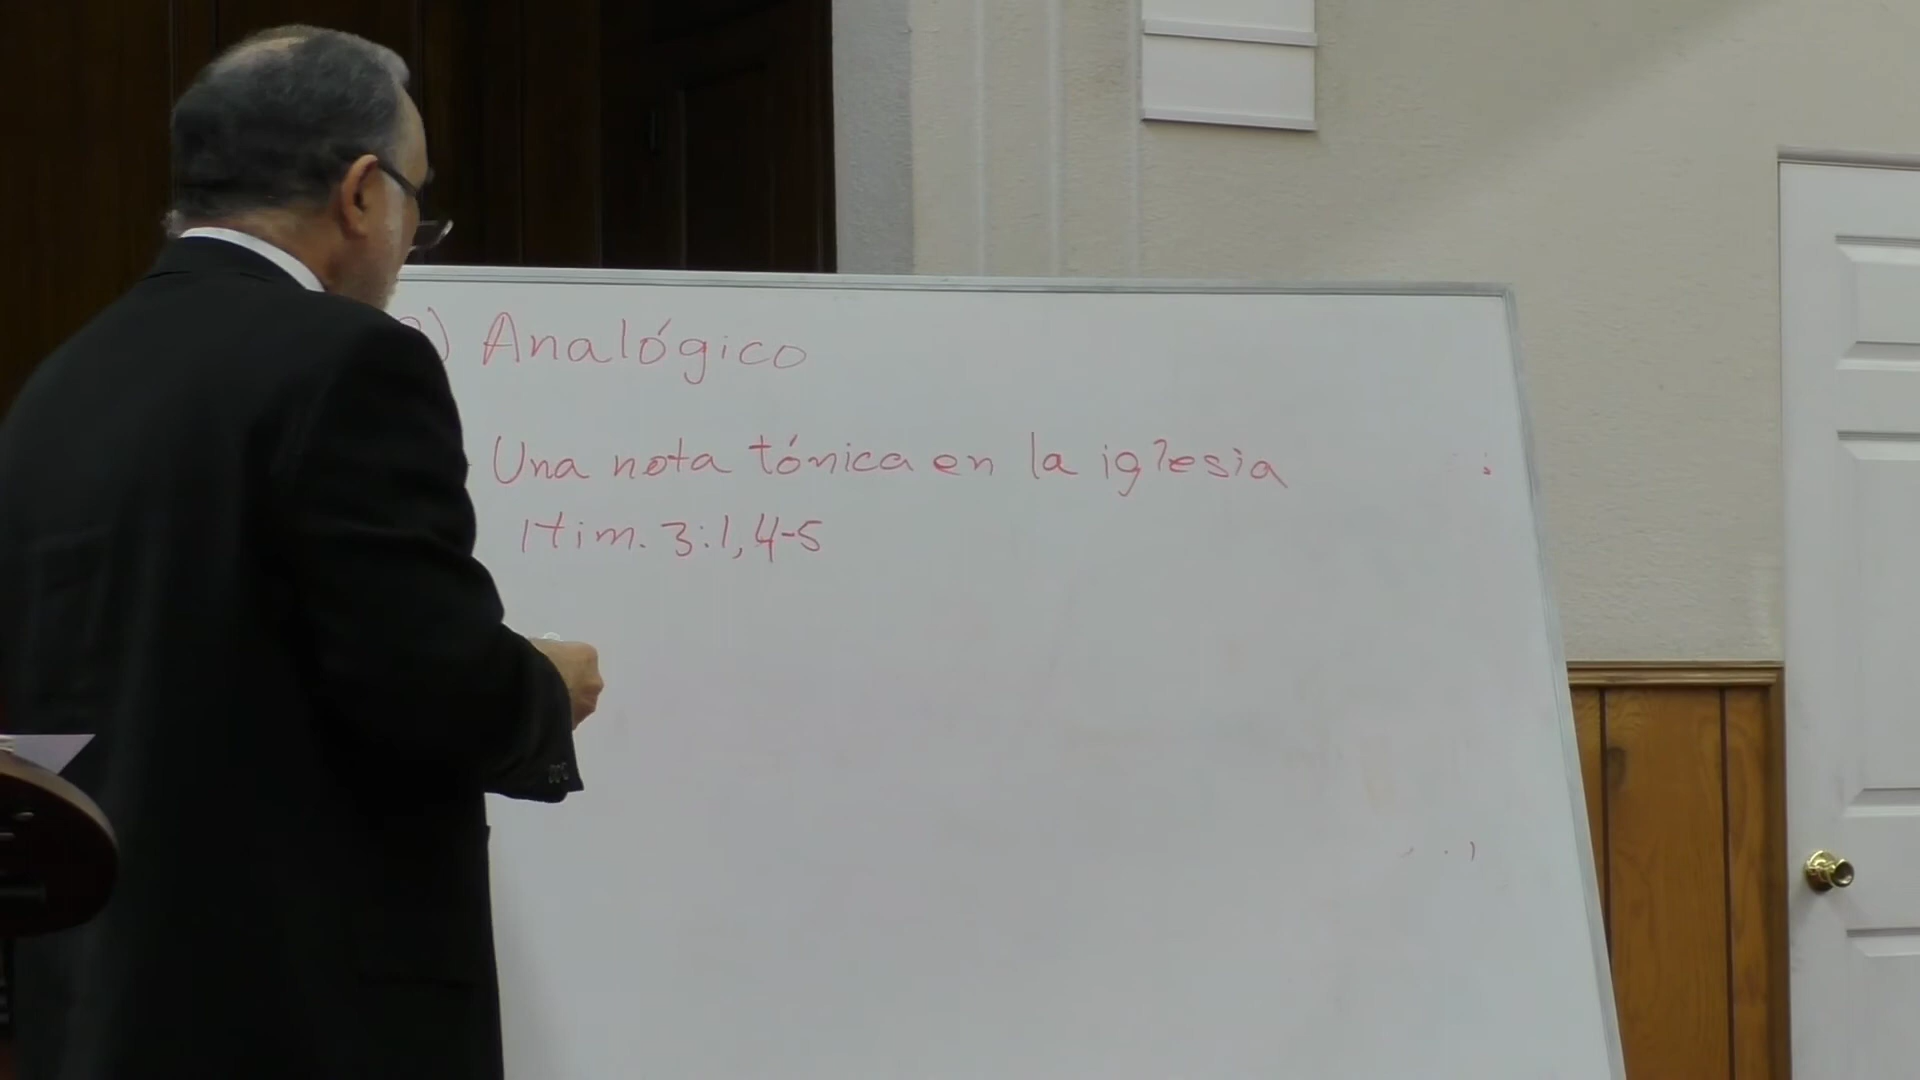 ) Analógico
Una nota tónica en la iglesia
1tim. 3:1, 4-5